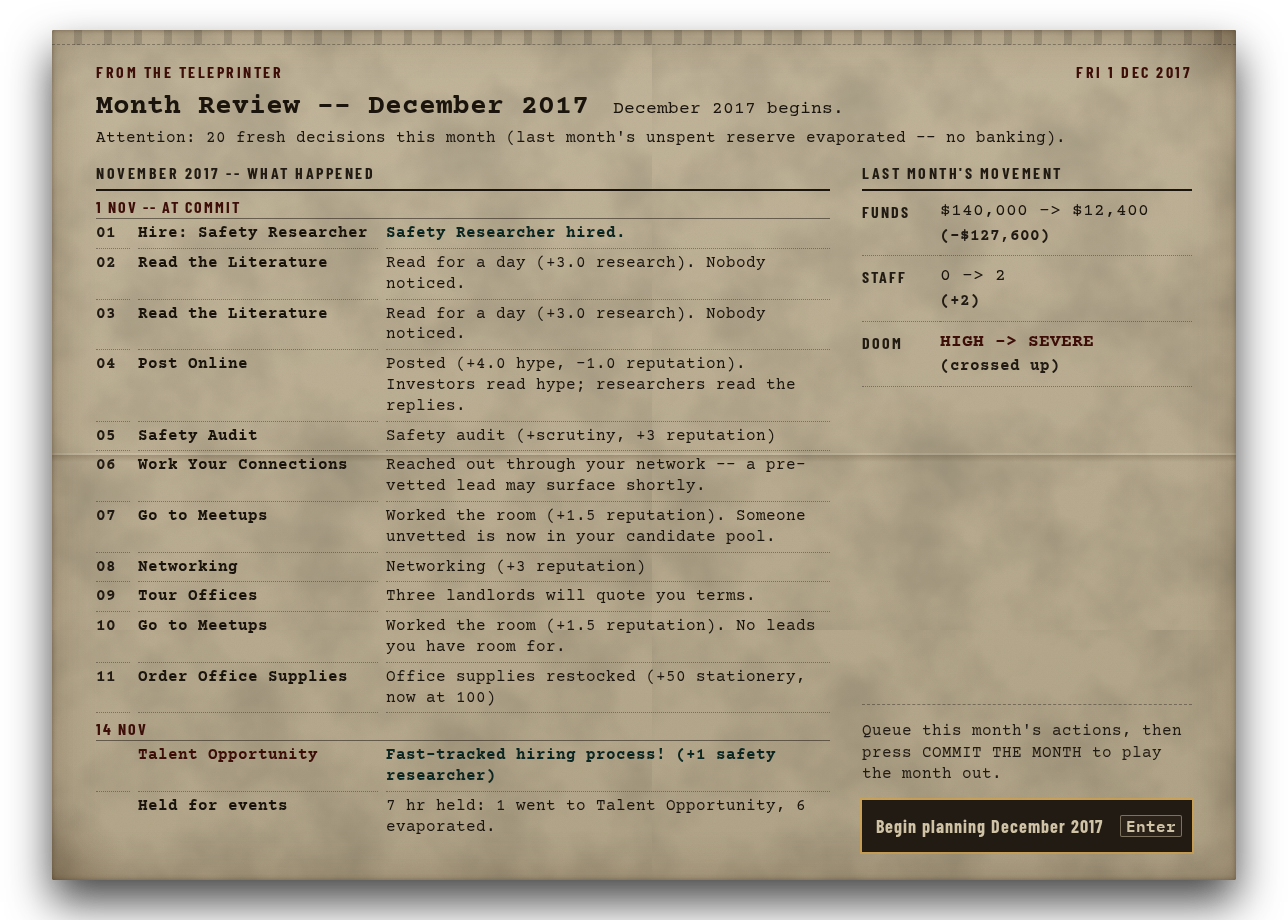 FROM THE TELEPRINTER
FRI 1 DEC 2017
Month Review -- December 2017 December 2017 begins.
Attention: 20 fresh decisions this month (last month's unspent reserve evaporated -- no banking).
NOVEMBER 2017 -- WHAT HAPPENED
1 NOV -- AT COMMIT
01 Hire: Safety Researcher Safety Researcher hired.
02 Read the Literature Read for a day (+3.0 research). Nobody
noticed.
03 Read the Literature Read for a day (+3.0 research). Nobody
noticed.
04 Post Online Posted (+4.0 hype, -1.0 reputation).
Investors read hype; researchers read the
replies.
05 Safety Audit Safety audit (+scrutiny, +3 reputation)
06 Work Your Connections Reached out through your network -- a pre-
vetted lead may surface shortly.
07 Go to Meetups Worked the room (+1.5 reputation). Someone
unvetted is now in your candidate pool.
08 Networking Networking (+3 reputation)
09 Tour Offices Three landlords will quote you terms.
10 Go to Meetups Worked the room (+1.5 reputation). No leads
you have room for.
11 Order Office Supplies Office supplies restocked (+50 stationery,
now at 100)
14 NOV
Talent Opportunity Fast-tracked hiring process! (+1 safety
researcher)
Held for events 7 hr held: 1 went to Talent Opportunity, 6
evaporated.
LAST MONTH'S MOVEMENT
FUNDS $140,000 -> $12,400
(-$127,600)
STAFF 0 -> 2
(+2)
DOOM HIGH -> SEVERE
(crossed up)
Queue this month's actions, then
press COMMIT THE MONTH to play
the month out.
Begin planning December 2017 Enter